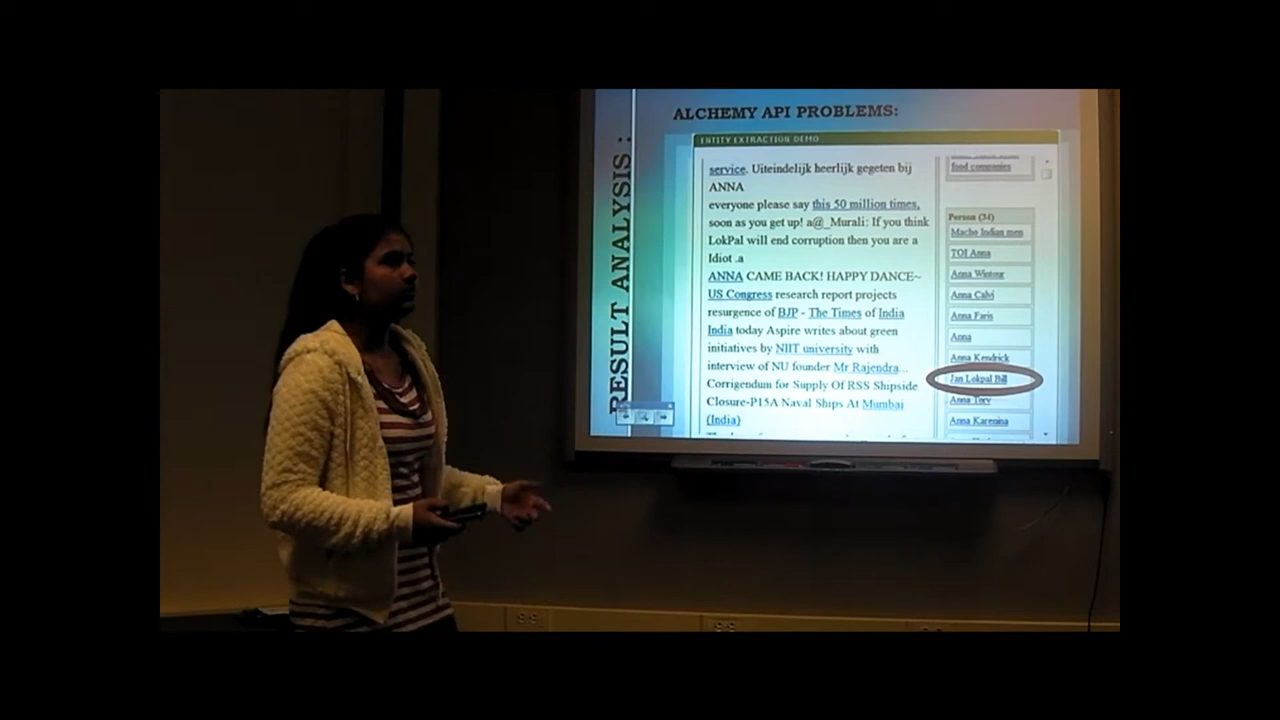 RESULT ANALYSIS :
ALCHEMY API PROBLEMS:
ENTITY EXTRACTION DEMO
service. Uiteindelijk heerlijk gegeten bij
ANNA
everyone please say this 50 million times,
soon as you get up! a@_Murali: If you think
LokPal will end corruption then you are a
Idiot .a
ANNA CAME BACK! HAPPY DANCE~
US Congress research report projects
resurgence of BJP - The Times of India
India today Aspire writes about green
initiatives by NIIT university with
interview of NU founder Mr Rajendra...
Corrigendum for Supply Of RSS Shipside
Closure-P15A Naval Ships At Mumbai
(India)
food companies
Person (34)
Macho Indian men
TOI Anna
Anna Wintour
Anna Calvi
Anna Faris
Anna
Anna Kendrick
Jan Lokpal Bill
Anna Torv
Anna Karenina